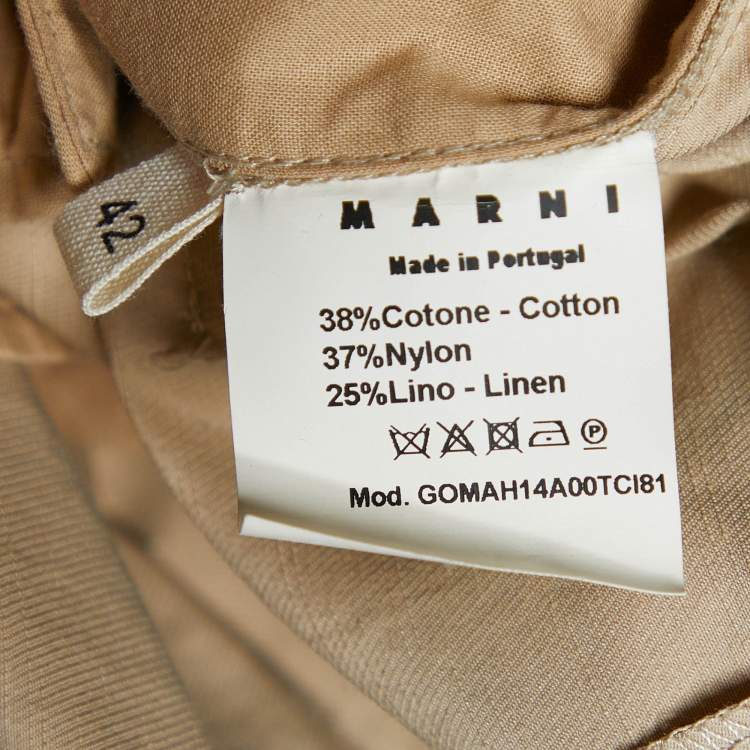 42
MARNI
Made in Portugal
38%Cotone - Cotton
37%Nylon
25%Lino - Linen
P
Mod. GOMAH14A00TCI81